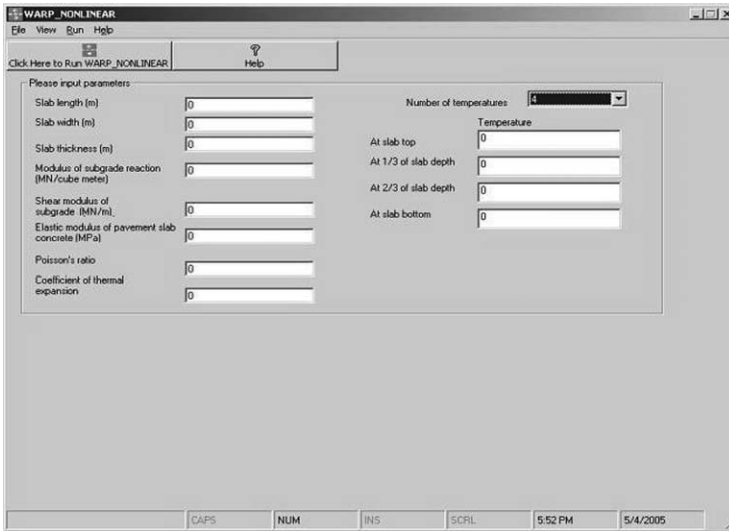 WARP_NONLINEAR
File View Run Help
Click Here to Run WARP_NONLINEAR
?
Help
Please input parameters
Slab length (m)
0
Slab width (m)
0
Slab thickness (m)
0
Modulus of subgrade reaction
(MN/cube meter)
0
Shear modulus of
subgrade (MN/m)
0
Elastic modulus of pavement slab
concrete (MPa)
0
Poisson's ratio
0
Coefficient of thermal
expansion
0
Number of temperatures
4
Temperature
At slab top
0
At 1/3 of slab depth
0
At 2/3 of slab depth
0
At slab bottom
0
CAPS NUM INS SCRL 5:52 PM 5/4/2005